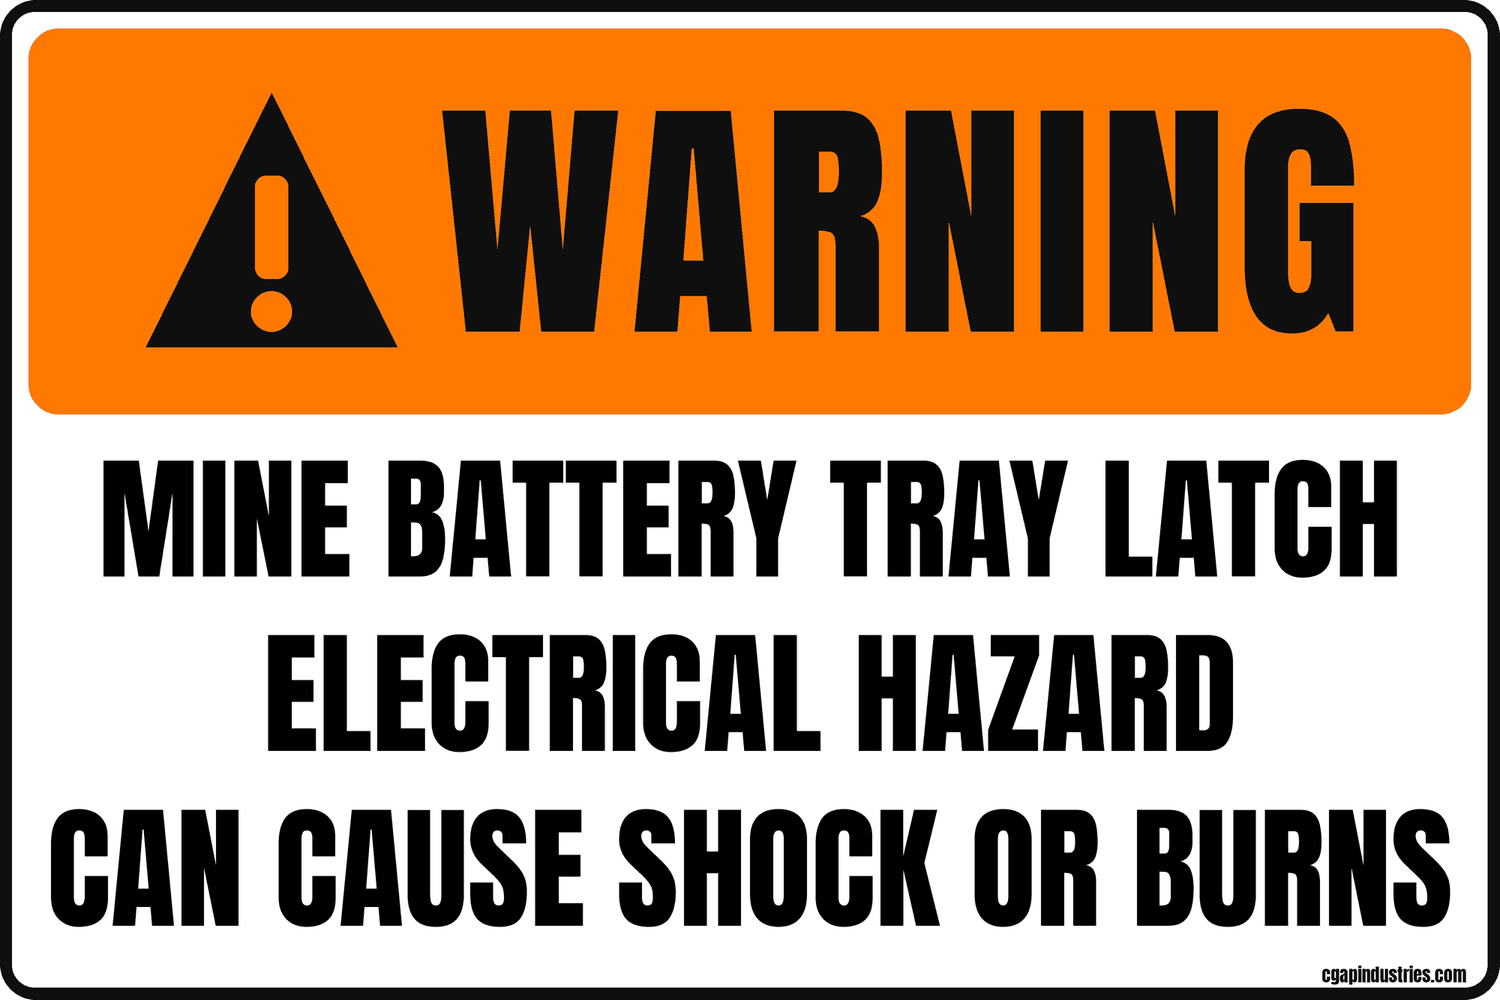 WARNING
MINE BATTERY TRAY LATCH
ELECTRICAL HAZARD
CAN CAUSE SHOCK OR BURNS
cgapindustries.com